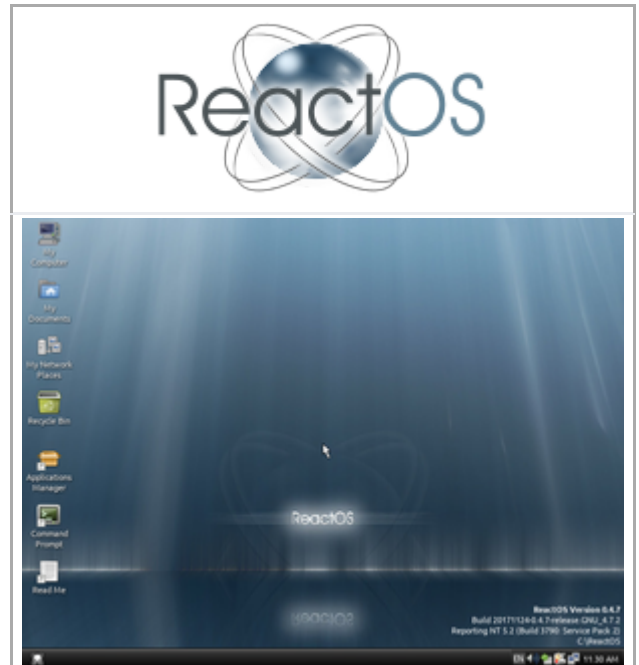 ReactOS
My
Computer
My
Documents
My Network
Places
Recycle Bin
Applications
Manager
Command
Prompt
Read Me
ReactOS
ReactOS Version 0.4.7
Build 20171124-0.4.7-release.GNU_4.7.2
Reporting NT 5.2 (Build 3790: Service Pack 2)
C:\ReactOS
EN
11:30 AM